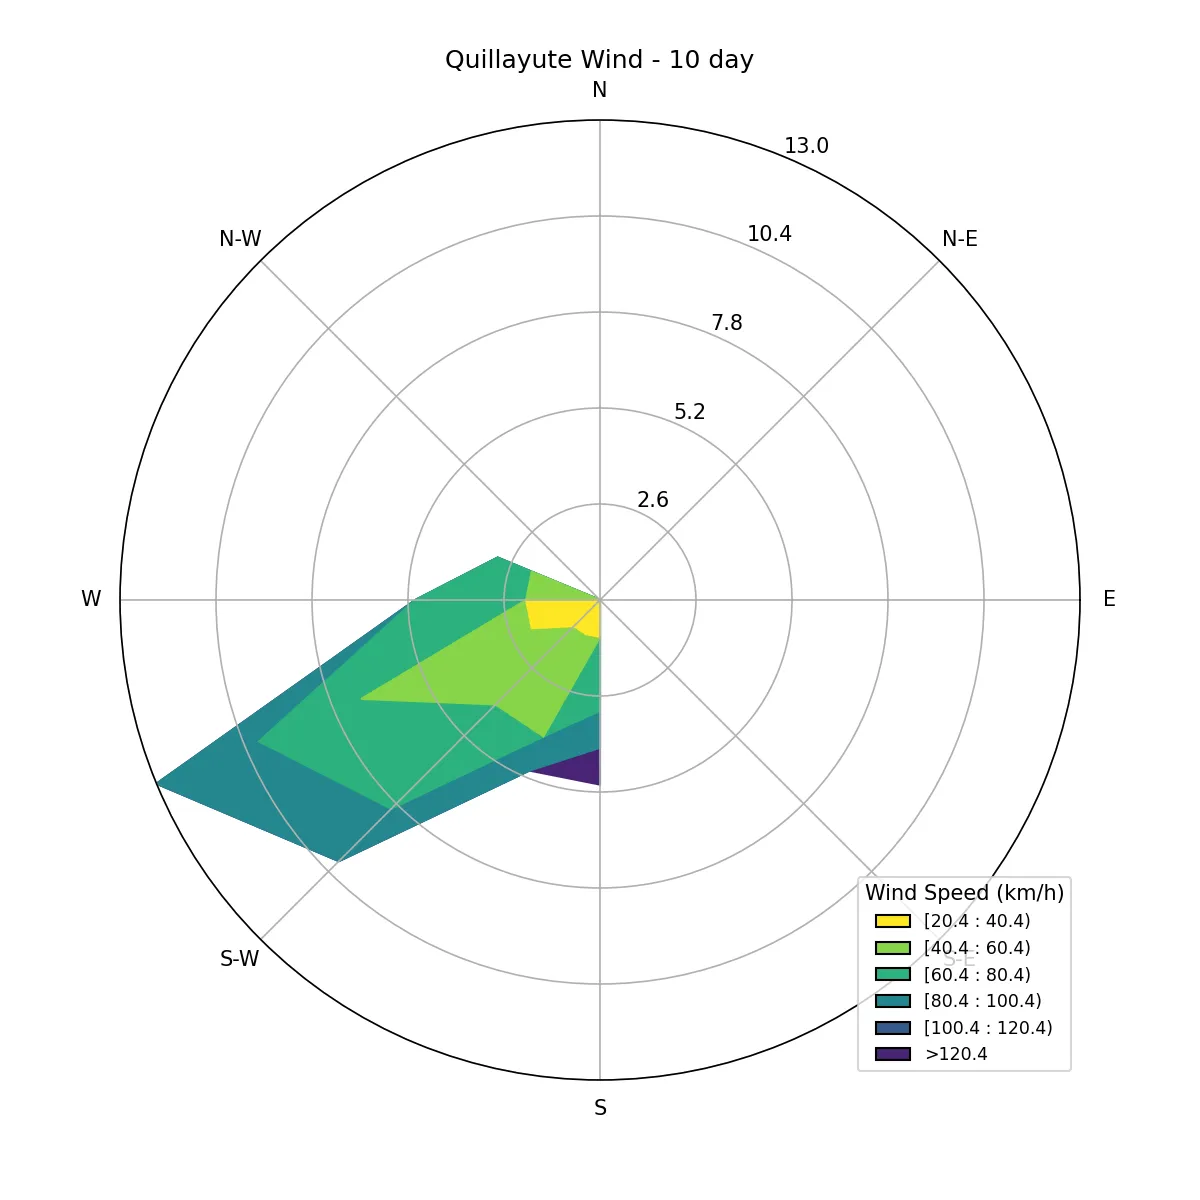 Quillayute Wind - 10 day
N
13.0
10.4
N-W
N-E
7.8
5.2
2.6
W
E
Wind Speed (km/h)
[20.4 : 40.4)
[40.4 : 60.4)
S-W
S-E
[60.4 : 80.4)
[80.4 : 100.4)
[100.4 : 120.4)
>120.4
S